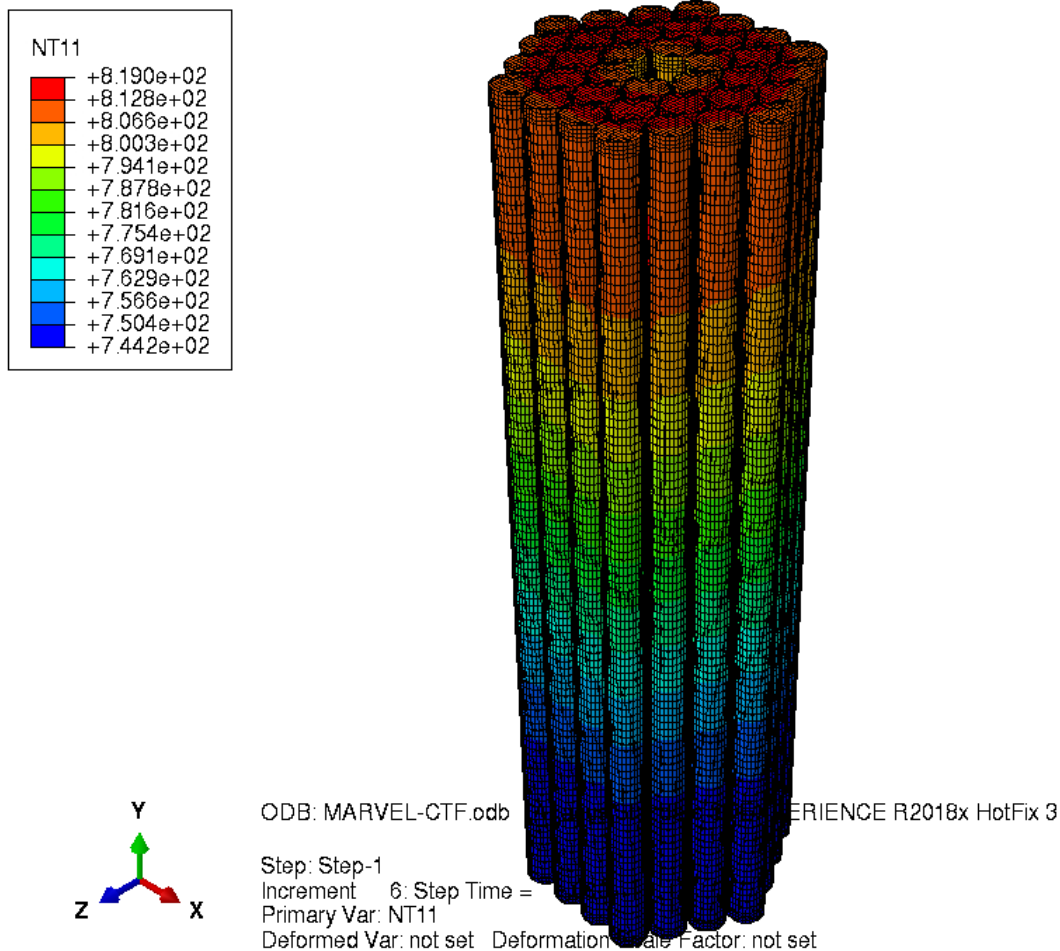 NT11
+8.190e+02
+8.128e+02
+8.066e+02
+8.003e+02
+7.941e+02
+7.878e+02
+7.816e+02
+7.754e+02
+7.691e+02
+7.629e+02
+7.566e+02
+7.504e+02
+7.442e+02
Y
Z
X
ODB: MARVEL-CTF.odb R2018x HotFix 3
Step: Step-1
Increment 6: Step Time =
Primary Var: NT11
Deformed Var: not set Deformation Factor: not set